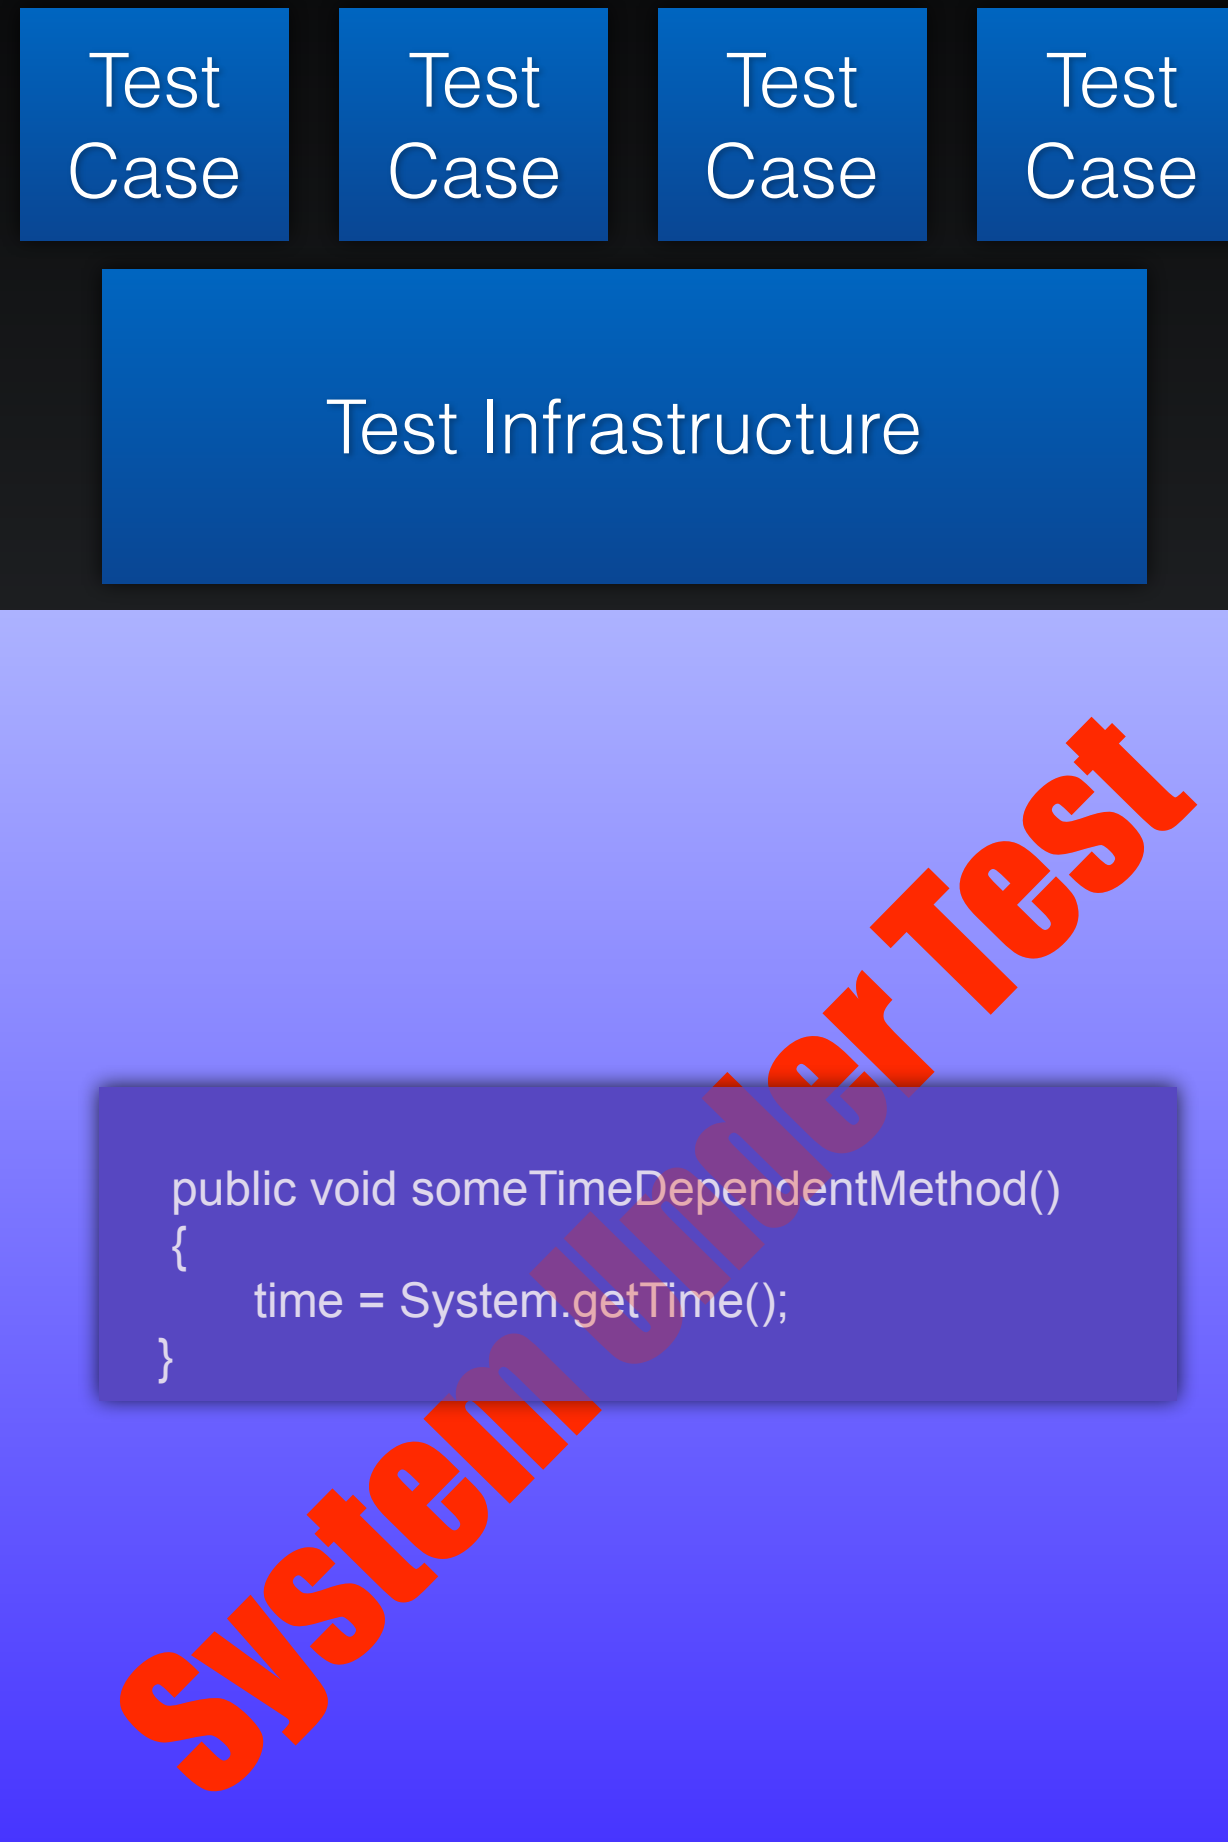 Test
Case
Test
Case
Test
Case
Test
Case
Test Infrastructure
System Under Test
public void someTimeDependentMethod()
{
time = System.getTime();
}